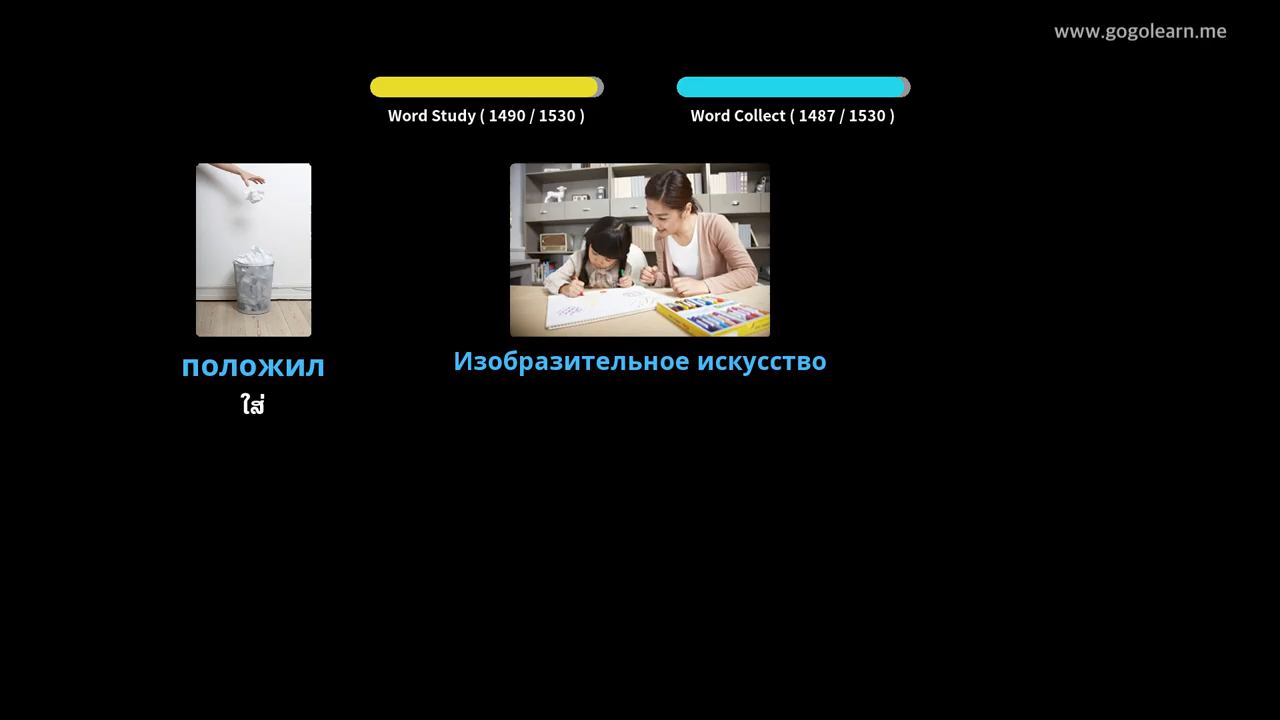 www.gogolearn.me
Word Study ( 1490 / 1530 )
Word Collect ( 1487 / 1530 )
положил
Изобразительное искусство
ใส่